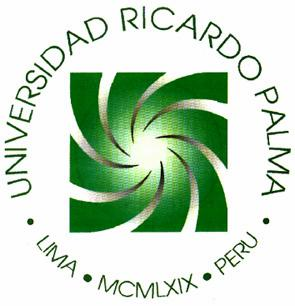 UNIVERSIDAD RICARDO PALMA
• LIMA • MCMLXIX • PERU •